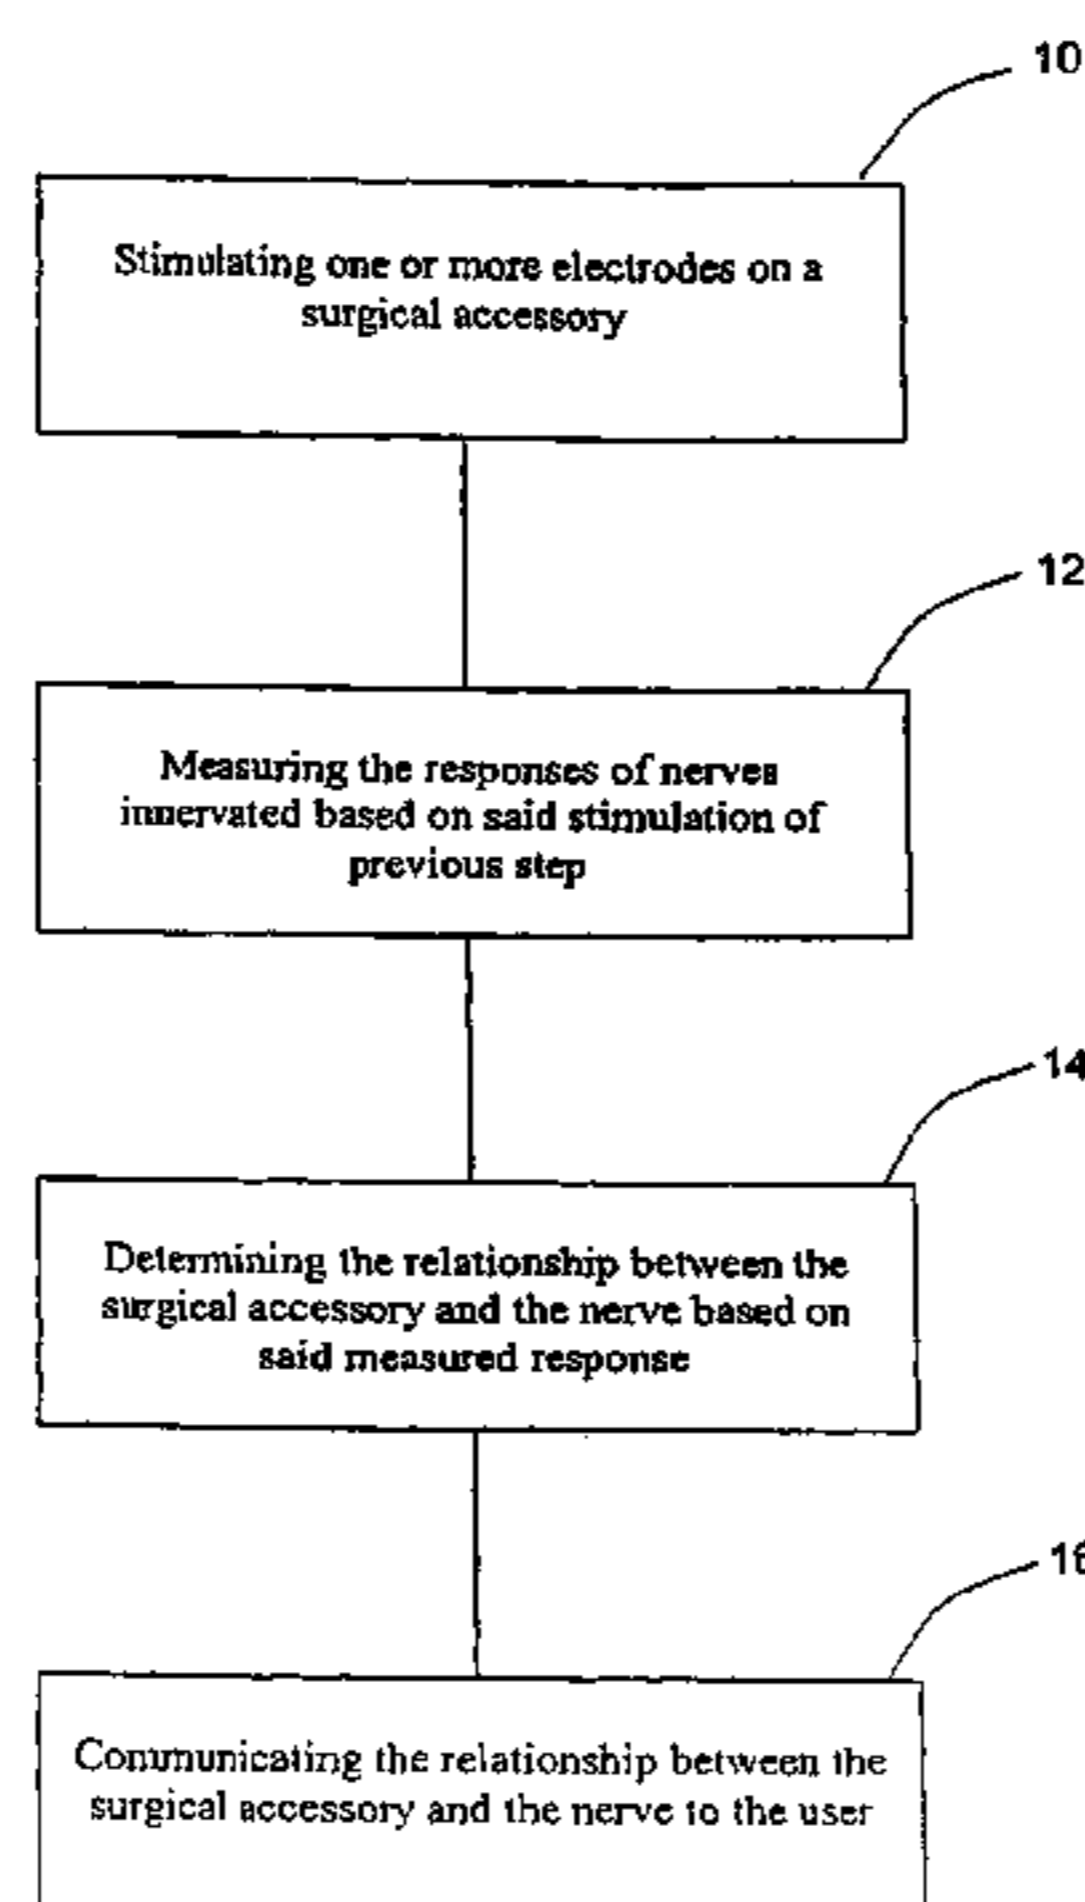 10
Stimulating one or more electrodes on a
surgical accessory
12
Measuring the responses of nerves
innervated based on said stimulation of
previous step
14
Determining the relationship between the
surgical accessory and the nerve based on
said measured response
16
Communicating the relationship between the
surgical accessory and the nerve to the user